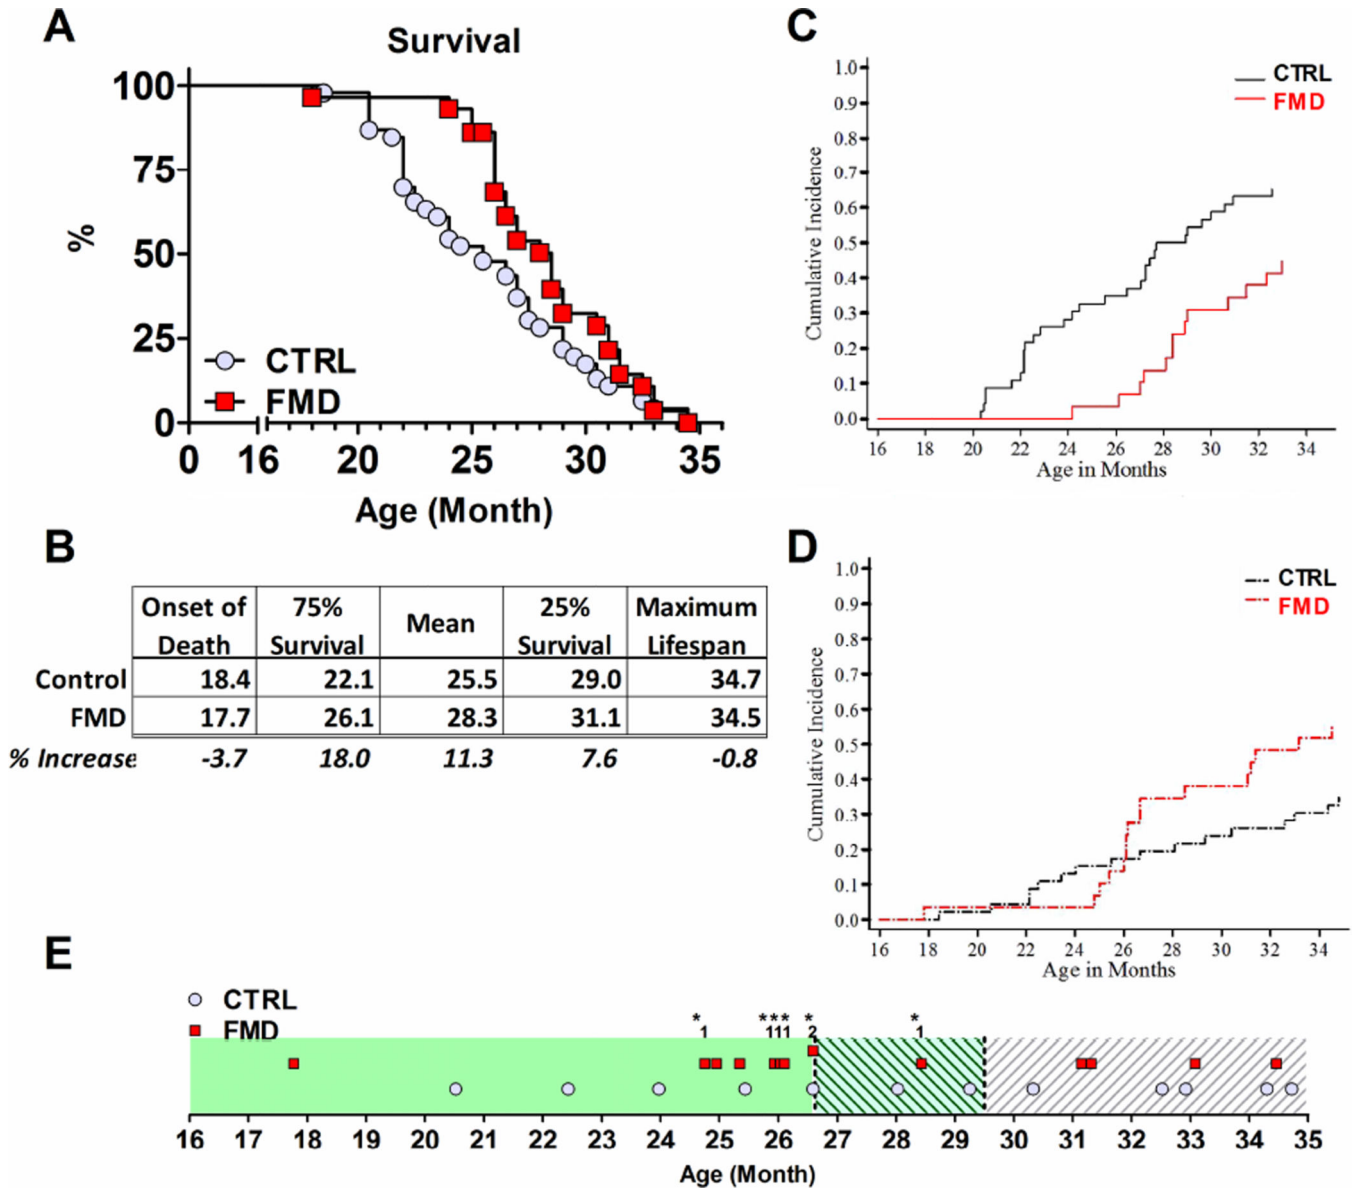 A
Survival
100
75
50
25
0
%
CTRL
FMD
0 16 20 25 30 35
Age (Month)
B
Onset of Death 75% Survival Mean 25% Survival Maximum Lifespan
Control 18.4 22.1 25.5 29.0 34.7
FMD 17.7 26.1 28.3 31.1 34.5
% Increase -3.7 18.0 11.3 7.6 -0.8
C
CTRL
FMD
Cumulative Incidence
1.0
0.9
0.8
0.7
0.6
0.5
0.4
0.3
0.2
0.1
0.0
16 18 20 22 24 26 28 30 32 34
Age in Months
D
CTRL
FMD
Cumulative Incidence
1.0
0.9
0.8
0.7
0.6
0.5
0.4
0.3
0.2
0.1
0.0
16 18 20 22 24 26 28 30 32 34
Age in Months
E
CTRL
FMD
* *** * *
1 111 2 1
16 17 18 19 20 21 22 23 24 25 26 27 28 29 30 31 32 33 34 35
Age (Month)